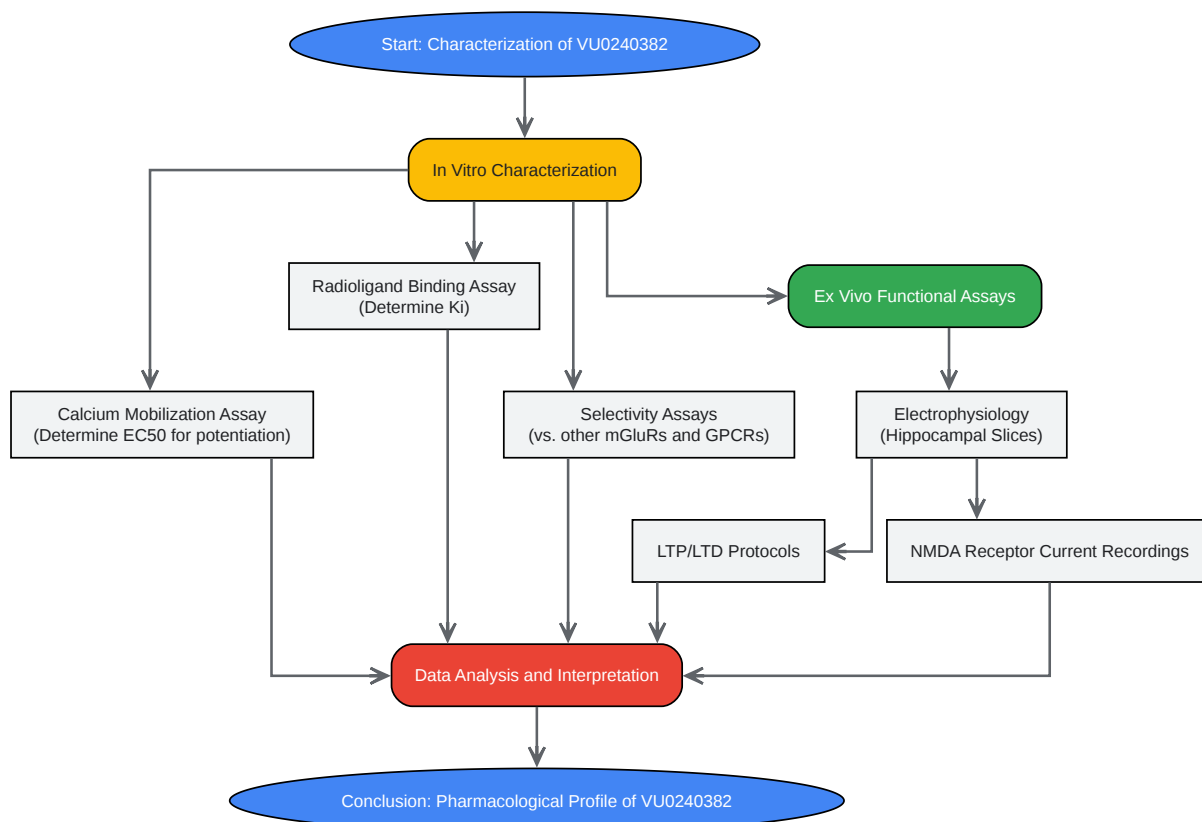 Start: Characterization of VU0240382
In Vitro Characterization
Radioligand Binding Assay
(Determine Ki)
Ex Vivo Functional Assays
Calcium Mobilization Assay
(Determine EC50 for potentiation)
Selectivity Assays
(vs. other mGluRs and GPCRs)
Electrophysiology
(Hippocampal Slices)
LTP/LTD Protocols
NMDA Receptor Current Recordings
Data Analysis and Interpretation
Conclusion: Pharmacological Profile of VU0240382